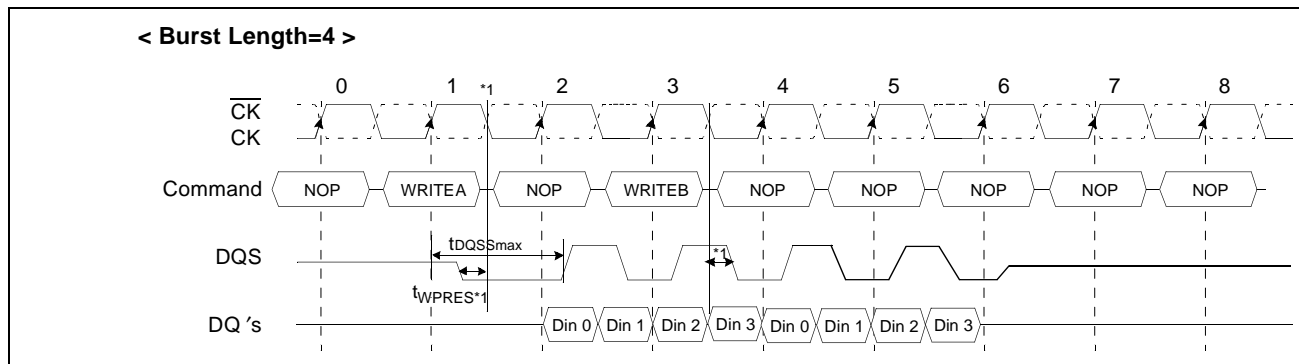 < Burst Length=4 >
0 1 *1 2 3 4 5 6 7 8
CK
CK
Command NOP WRITEA NOP WRITEB NOP NOP NOP NOP NOP
DQS tDQSSmax *1
tWPRES*1
DQ ′s Din 0 Din 1 Din 2 Din 3 Din 0 Din 1 Din 2 Din 3